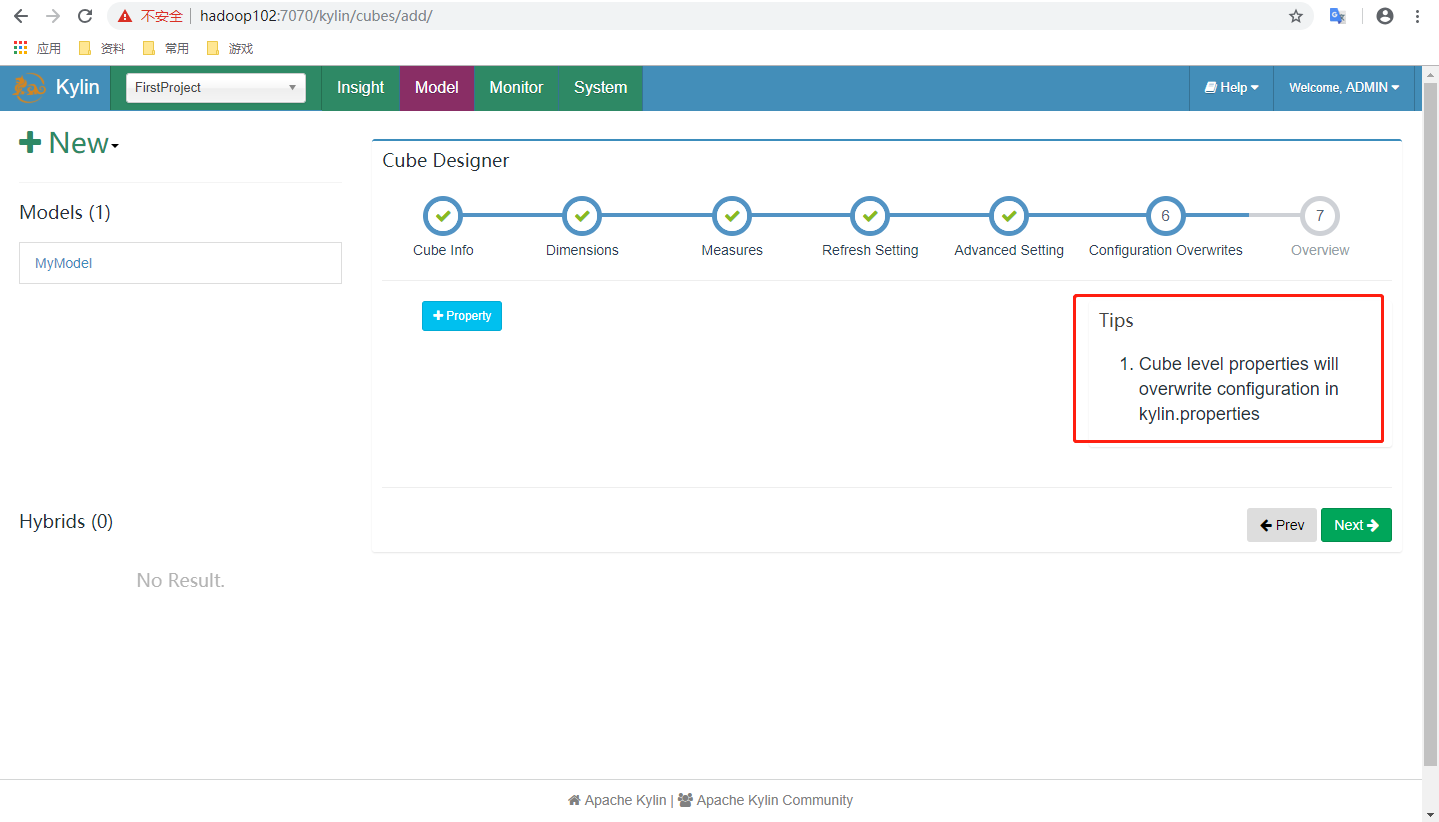 不安全 hadoop102:7070/kylin/cubes/add/
应用 资料 常用 游戏
Kylin FirstProject Insight Model Monitor System Help Welcome, ADMIN
New
Cube Designer
Models (1)
6 7
Cube Info Dimensions Measures Refresh Setting Advanced Setting Configuration Overwrites Overview
MyModel
Property
Tips
1. Cube level properties will
overwrite configuration in
kylin.properties
Hybrids (0)
Prev Next
No Result.
Apache Kylin | Apache Kylin Community